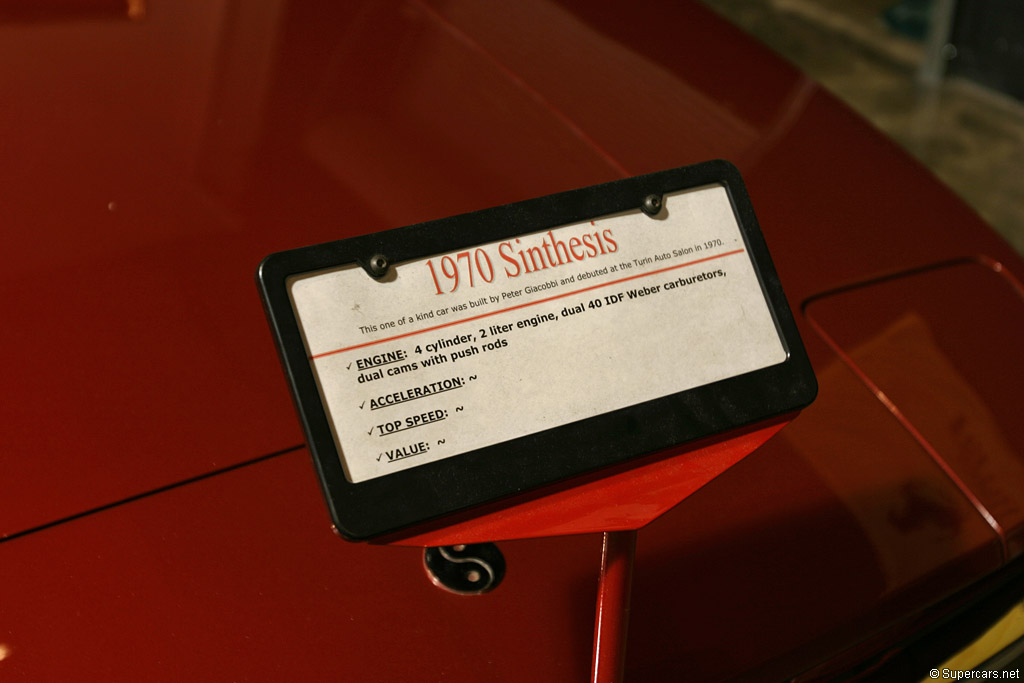 1970 Sinthesis
This one of a kind car was built by Peter Giacobbi and debuted at the Turin Auto Salon in 1970.
✓ ENGINE: 4 cylinder, 2 liter engine, dual 40 IDF Weber carburetors,
dual cams with push rods
✓ ACCELERATION: ~
✓ TOP SPEED: ~
✓ VALUE: ~
© Supercars.net